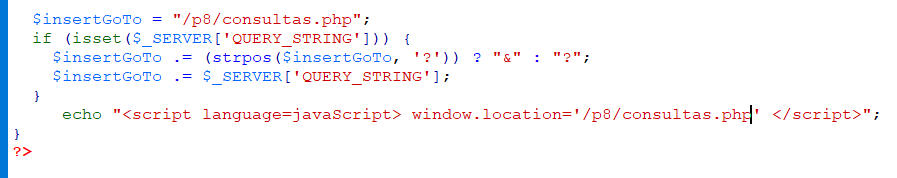 $insertGoTo = "/p8/consultas.php";
if (isset($_SERVER['QUERY_STRING'])) {
$insertGoTo .= (strpos($insertGoTo, '?')) ? "&" : "?";
$insertGoTo .= $_SERVER['QUERY_STRING'];
}
echo "<script language=javaScript> window.location='/p8/consultas.php' </script>";
}
?>